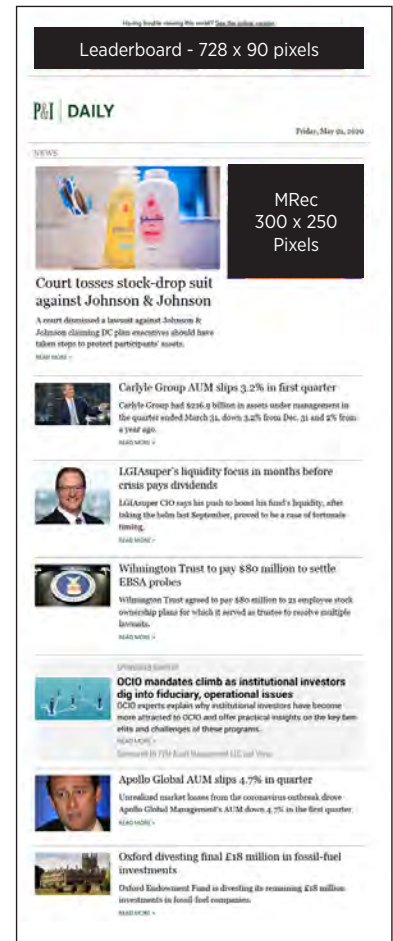 Having trouble viewing this email? See the online version
Leaderboard - 728 x 90 pixels
P&I DAILY
Friday, May 01, 2020
NEWS
MRec
300 x 250
Pixels
Court tosses stock-drop suit
against Johnson & Johnson
A court dismissed a lawsuit against Johnson &
Johnson claiming DC plan executives should have
taken steps to protect participants' assets.
READ MORE >
Carlyle Group AUM slips 3.2% in first quarter
Carlyle Group had $216.9 billion in assets under management in
the quarter ended March 31, down 3.2% from Dec. 31 and 2% from
a year ago.
READ MORE >
LGIAsuper's liquidity focus in months before
crisis pays dividends
LGIAsuper CIO says his push to boost his fund's liquidity, after
taking the helm last September, proved to be a case of fortunate
timing.
READ MORE >
Wilmington Trust to pay $80 million to settle
EBSA probes
Wilmington Trust agreed to pay $80 million to 21 employee stock
ownership plans for which it served as trustee to resolve multiple
lawsuits.
READ MORE >
SPONSORED CONTENT
OCIO mandates climb as institutional investors
dig into fiduciary, operational issues
OCIO experts explain why institutional investors have become
more attracted to OCIO and offer practical insights on the key ben
efits and challenges of these programs.
READ MORE >
Sponsored by
Apollo Global AUM slips 4.7% in quarter
Unrealized market losses from the coronavirus outbreak drove
Apollo Global Management's AUM down 4.7% in the first quarter.
READ MORE >
Oxford divesting final £18 million in fossil-fuel
investments
Oxford Endowment Fund is divesting its remaining £18 million
investments in fossil-fuel companies.
READ MORE >